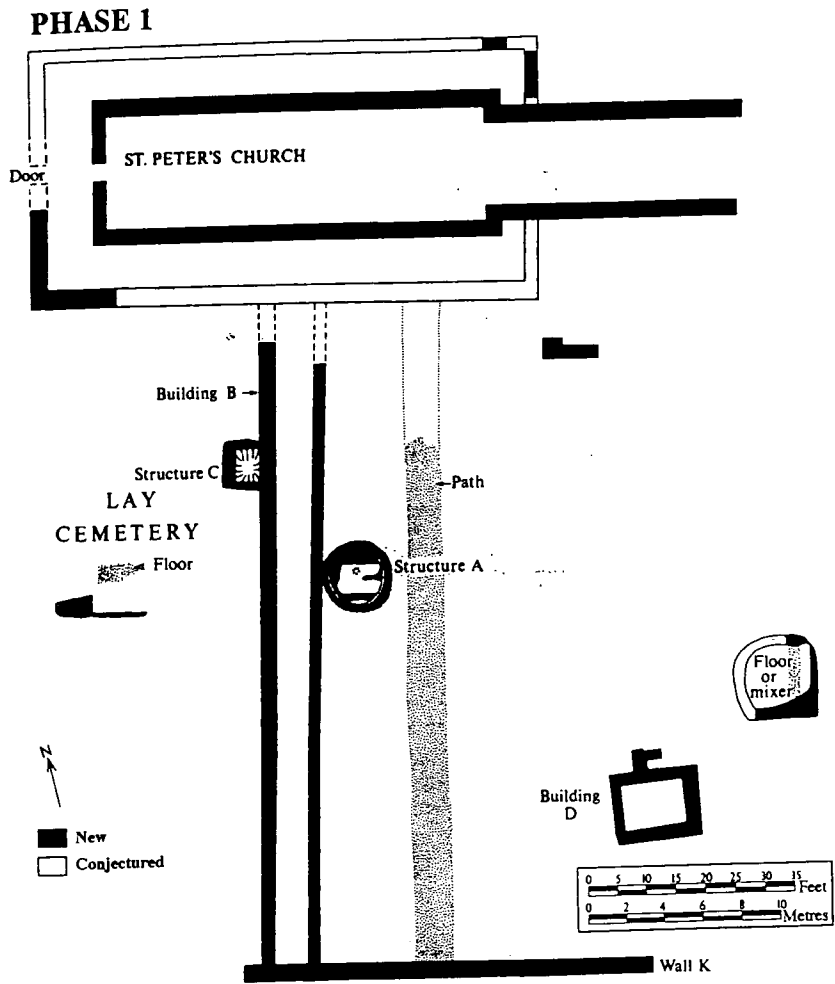 PHASE 1
ST. PETER'S CHURCH
Door
Building B
Structure C
Path
LAY
CEMETERY
Floor
Structure A
Floor
or
mixer
N
Building
D
New
Conjectured
0 5 10 15 20 25 30 35
Feet
0 2 4 6 8 10
Metres
Wall K